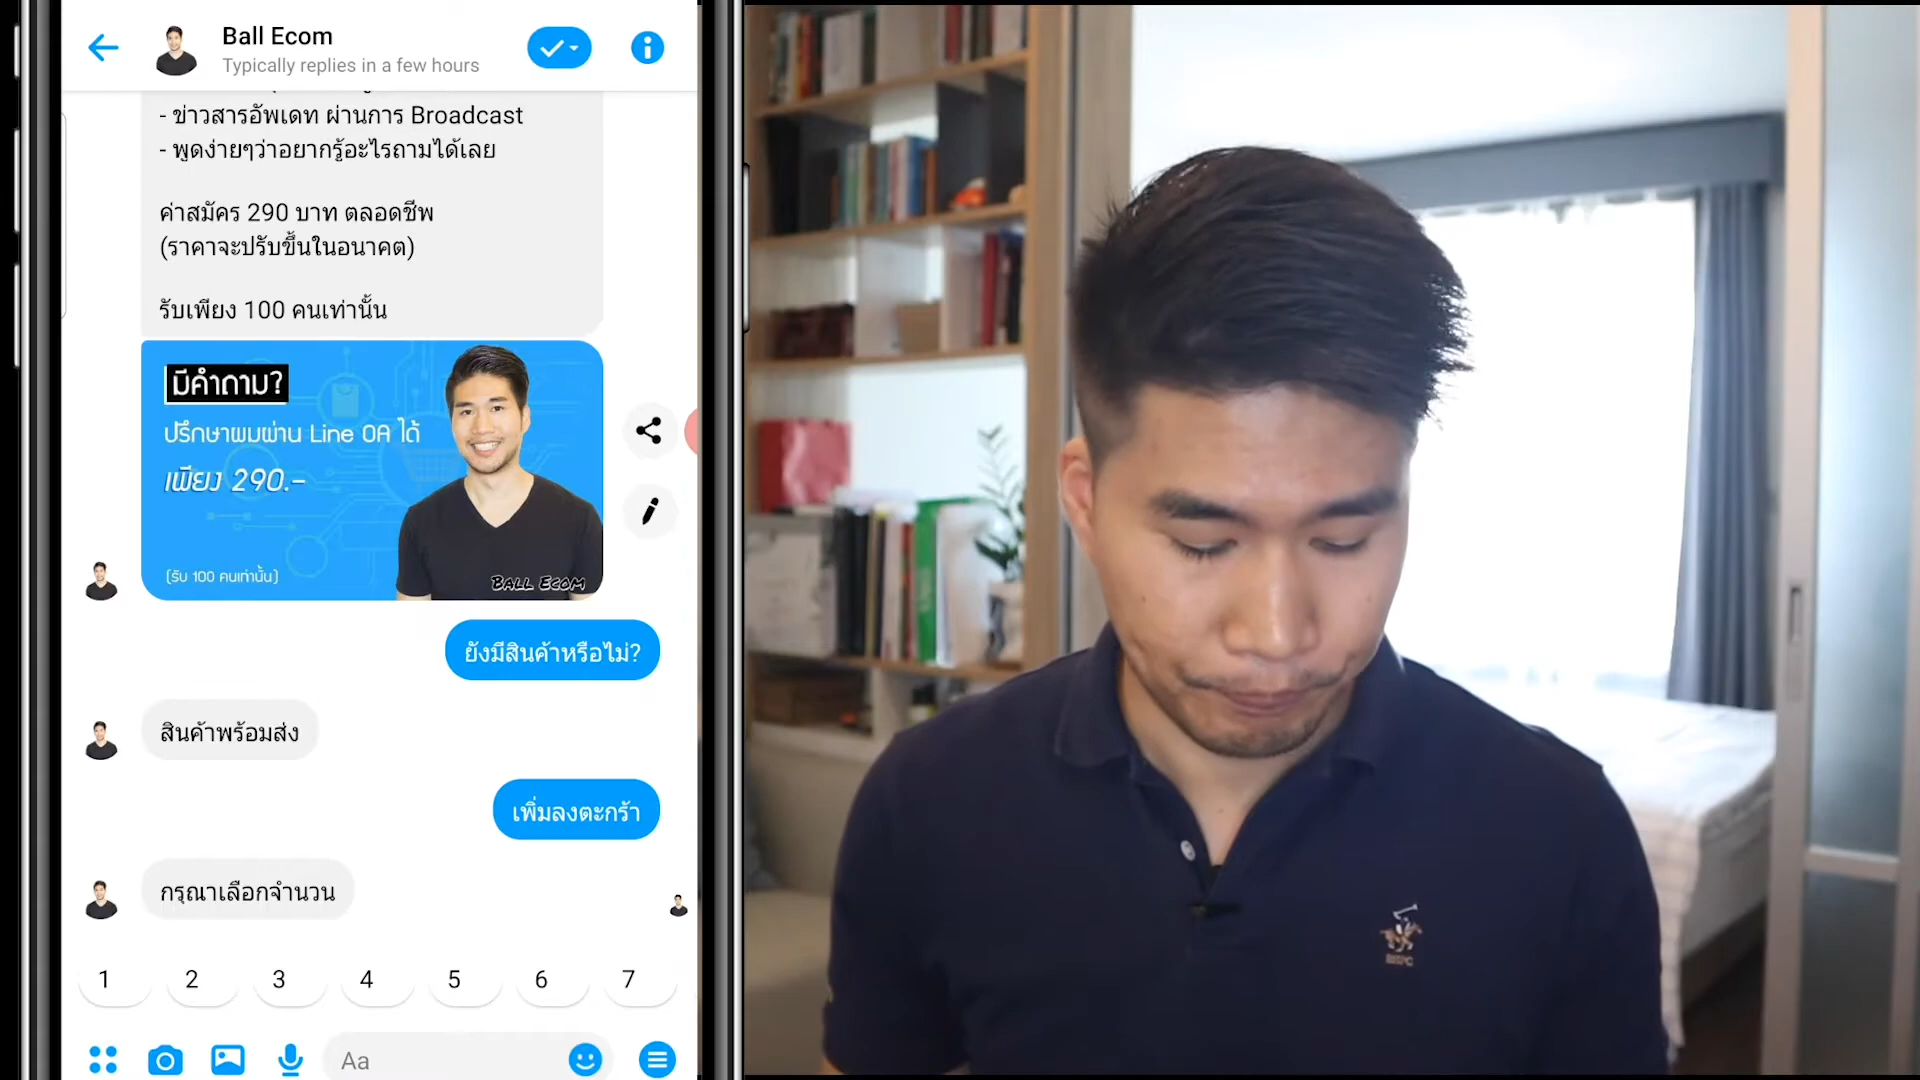 Ball Ecom
Typically replies in a few hours
- ข่าวสารอัพเดท ผ่านการ Broadcast
- พูดง่ายๆว่าอยากรู้อะไรถามได้เลย
ค่าสมัคร 290 บาท ตลอดชีพ
(ราคาจะปรับขึ้นในอนาคต)
รับเพียง 100 คนเท่านั้น
มีคำถาม?
ปรึกษาผมผ่าน Line OA ได้
เพียง 290.-
(รับ 100 คนเท่านั้น)
BALL ECOM
ยังมีสินค้าหรือไม่?
สินค้าพร้อมส่ง
เพิ่มลงตะกร้า
กรุณาเลือกจำนวน
1 2 3 4 5 6 7
Aa